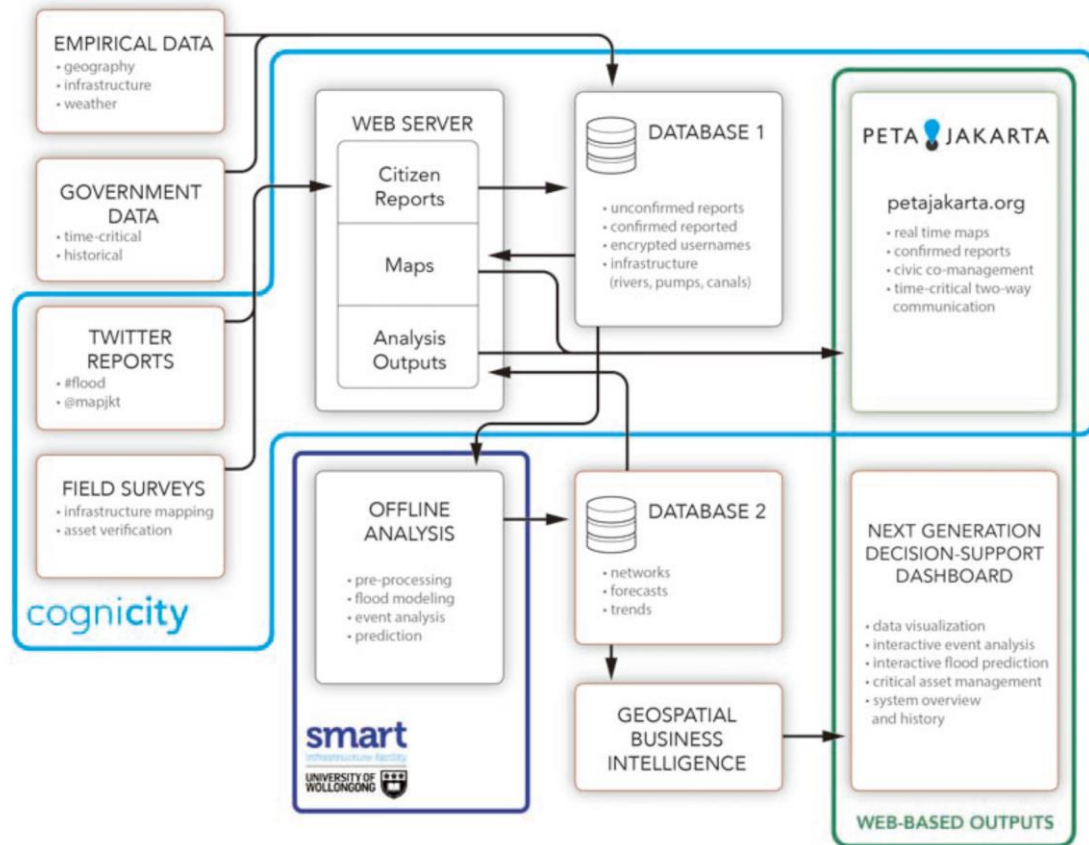 EMPIRICAL DATA
• geography
• infrastructure
• weather
GOVERNMENT
DATA
• time-critical
• historical
TWITTER
REPORTS
• #flood
• @mapjkt
FIELD SURVEYS
• infrastructure mapping
• asset verification
cognicity
WEB SERVER
Citizen
Reports
Maps
Analysis
Outputs
DATABASE 1
• unconfirmed reports
• confirmed reported
• encrypted usernames
• infrastructure
(rivers, pumps, canals)
PETA JAKARTA
petajakarta.org
• real time maps
• confirmed reports
• civic co-management
• time-critical two-way
communication
OFFLINE
ANALYSIS
• pre-processing
• flood modeling
• event analysis
• prediction
smart
infrastructure facility
UNIVERSITY OF
WOLLONGONG
DATABASE 2
• networks
• forecasts
• trends
GEOSPATIAL
BUSINESS
INTELLIGENCE
NEXT GENERATION
DECISION-SUPPORT
DASHBOARD
• data visualization
• interactive event analysis
• interactive flood prediction
• critical asset management
• system overview
and history
WEB-BASED OUTPUTS